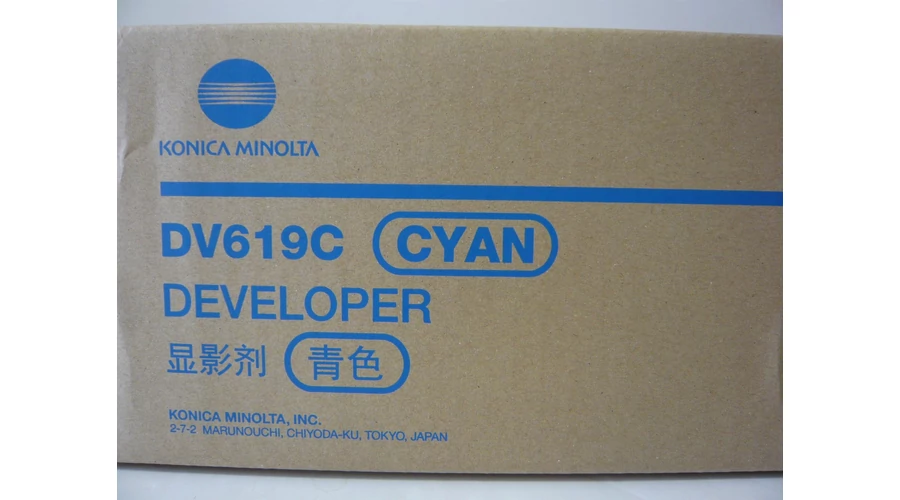 KONICA MINOLTA
DV619C CYAN
DEVELOPER
显影剂 青色
KONICA MINOLTA, INC.
2-7-2 MARUNOUCHI, CHIYODA-KU, TOKYO, JAPAN